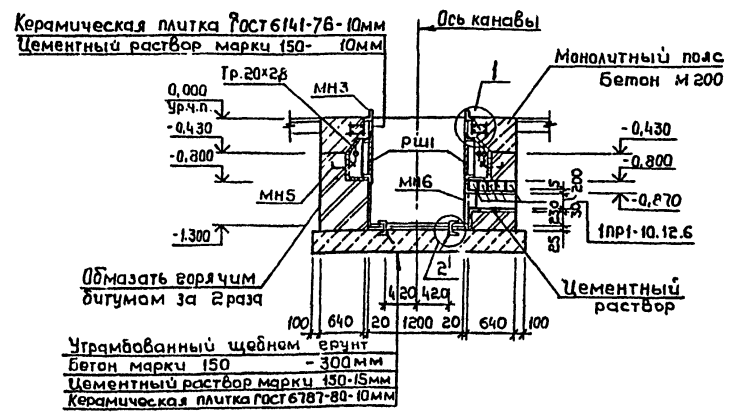 Керамическая плитка ГОСТ 6141-76-10мм
Цементный раствор марки 150- 10мм
Ось канавы
Тр.20×2,8
МН3
1
Монолитный пояс
Бетон М200
0,000
Ур.ч.п.
-0,430
-0,800
-1.300
РШ1
МН6
МН5
-0,430
-0,800
-0,870
200
1ПР1-10.12.6
2
Обмазать горячим
битумом за 2 раза
Цементный
раствор
420 420
100 640 20 1200 20 640 100
Утрамбованный щебнем грунт
Бетон марки 150 -300мм
Цементный раствор марки 150-15мм
Керамическая плитка ГОСТ 6787-80-10мм